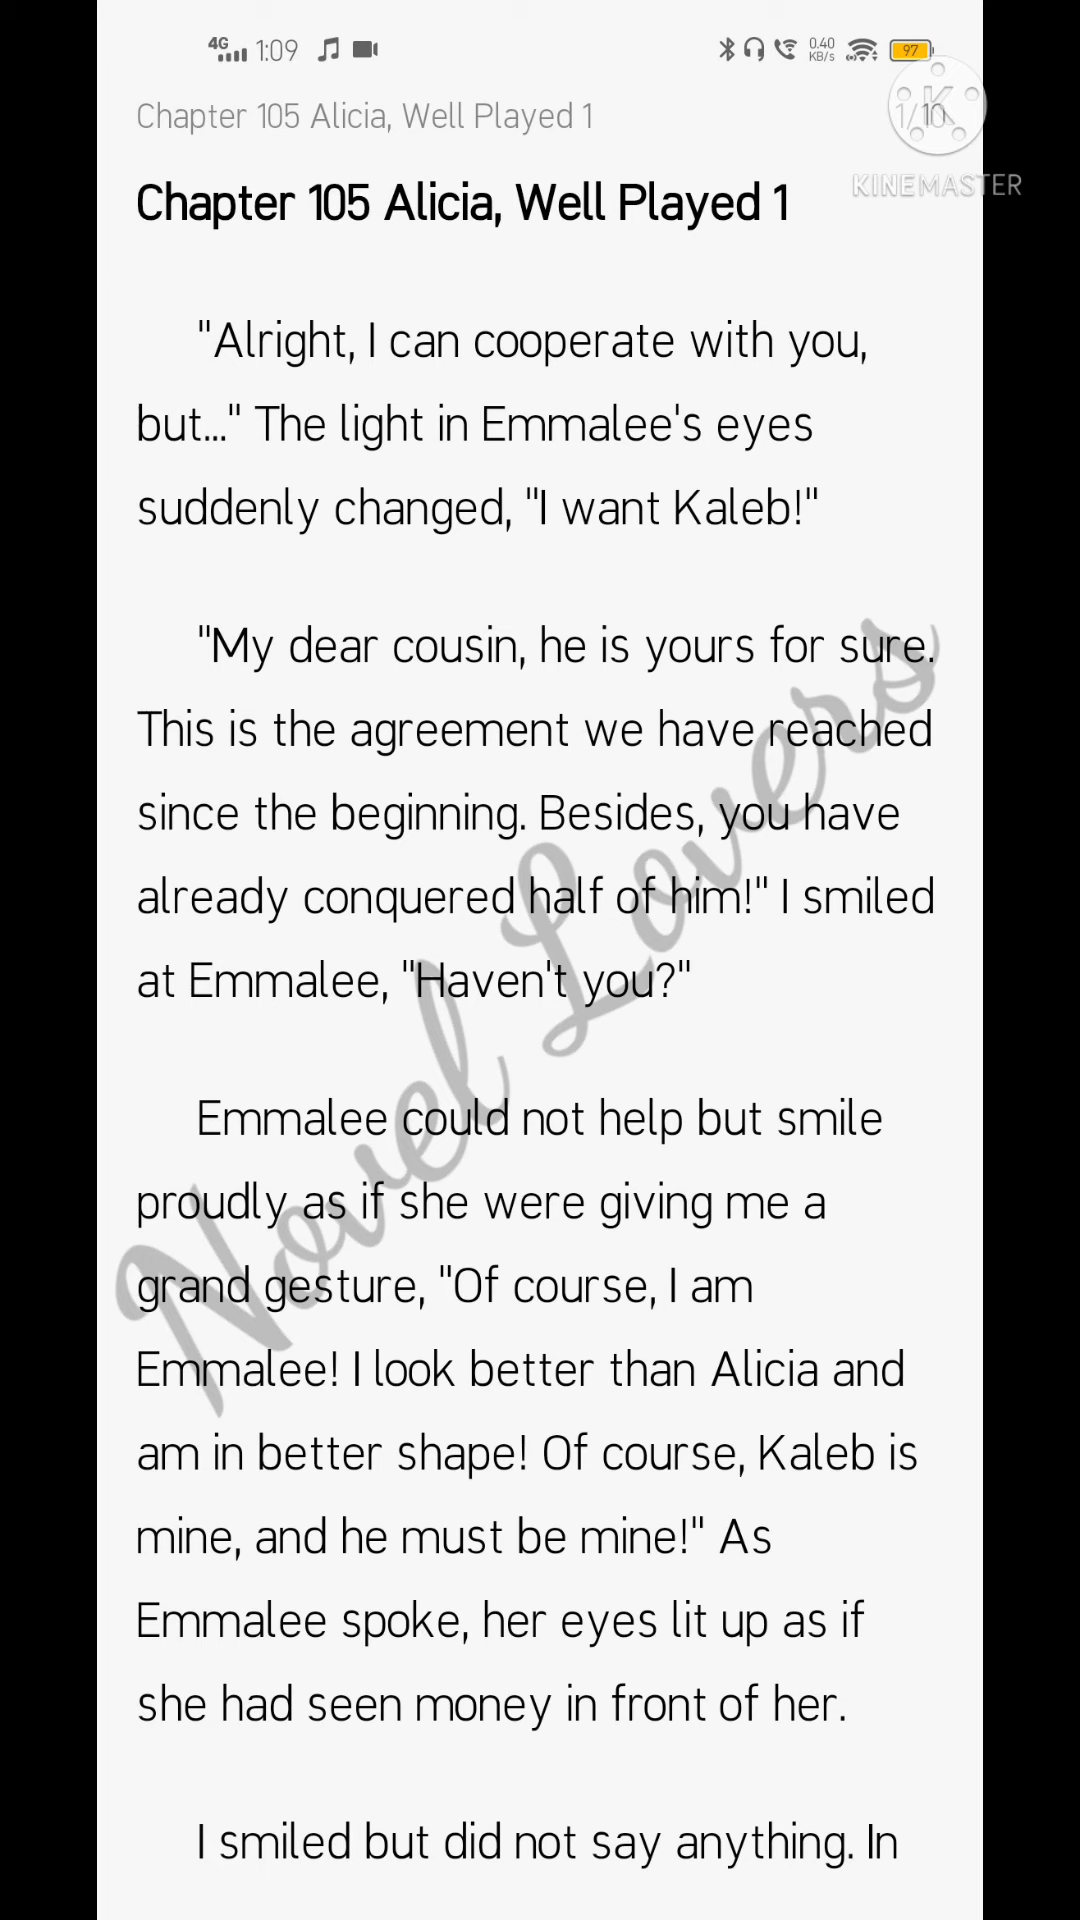 4G 1:09 0.40 KB/s 97
Chapter 105 Alicia, Well Played 1 1/10
KINEMASTER
Chapter 105 Alicia, Well Played 1
"Alright, I can cooperate with you,
but..." The light in Emmalee's eyes
suddenly changed, "I want Kaleb!"
"My dear cousin, he is yours for sure.
This is the agreement we have reached
since the beginning. Besides, you have
already conquered half of him!" I smiled
at Emmalee, "Haven't you?"
Emmalee could not help but smile
proudly as if she were giving me a
grand gesture, "Of course, I am
Emmalee! I look better than Alicia and
am in better shape! Of course, Kaleb is
mine, and he must be mine!" As
Emmalee spoke, her eyes lit up as if
she had seen money in front of her.
I smiled but did not say anything. In
Novel Lovers